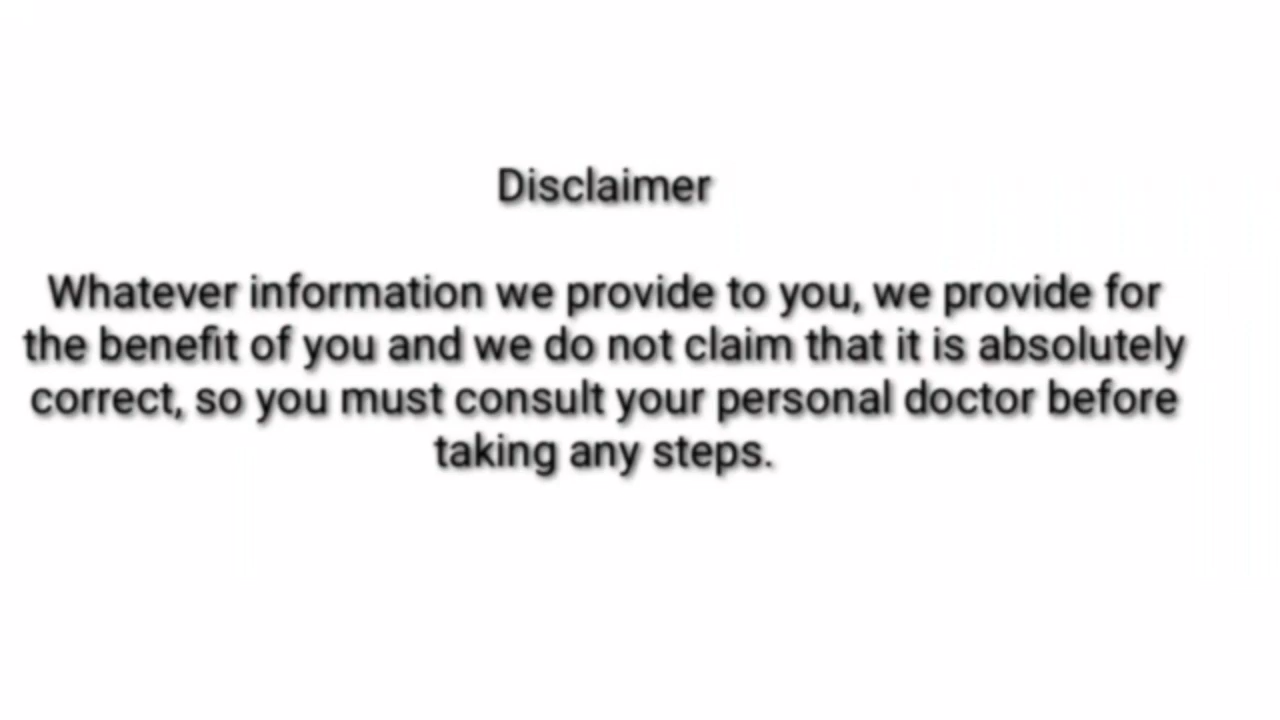 Disclaimer
Whatever information we provide to you, we provide for
the benefit of you and we do not claim that it is absolutely
correct, so you must consult your personal doctor before
taking any steps.